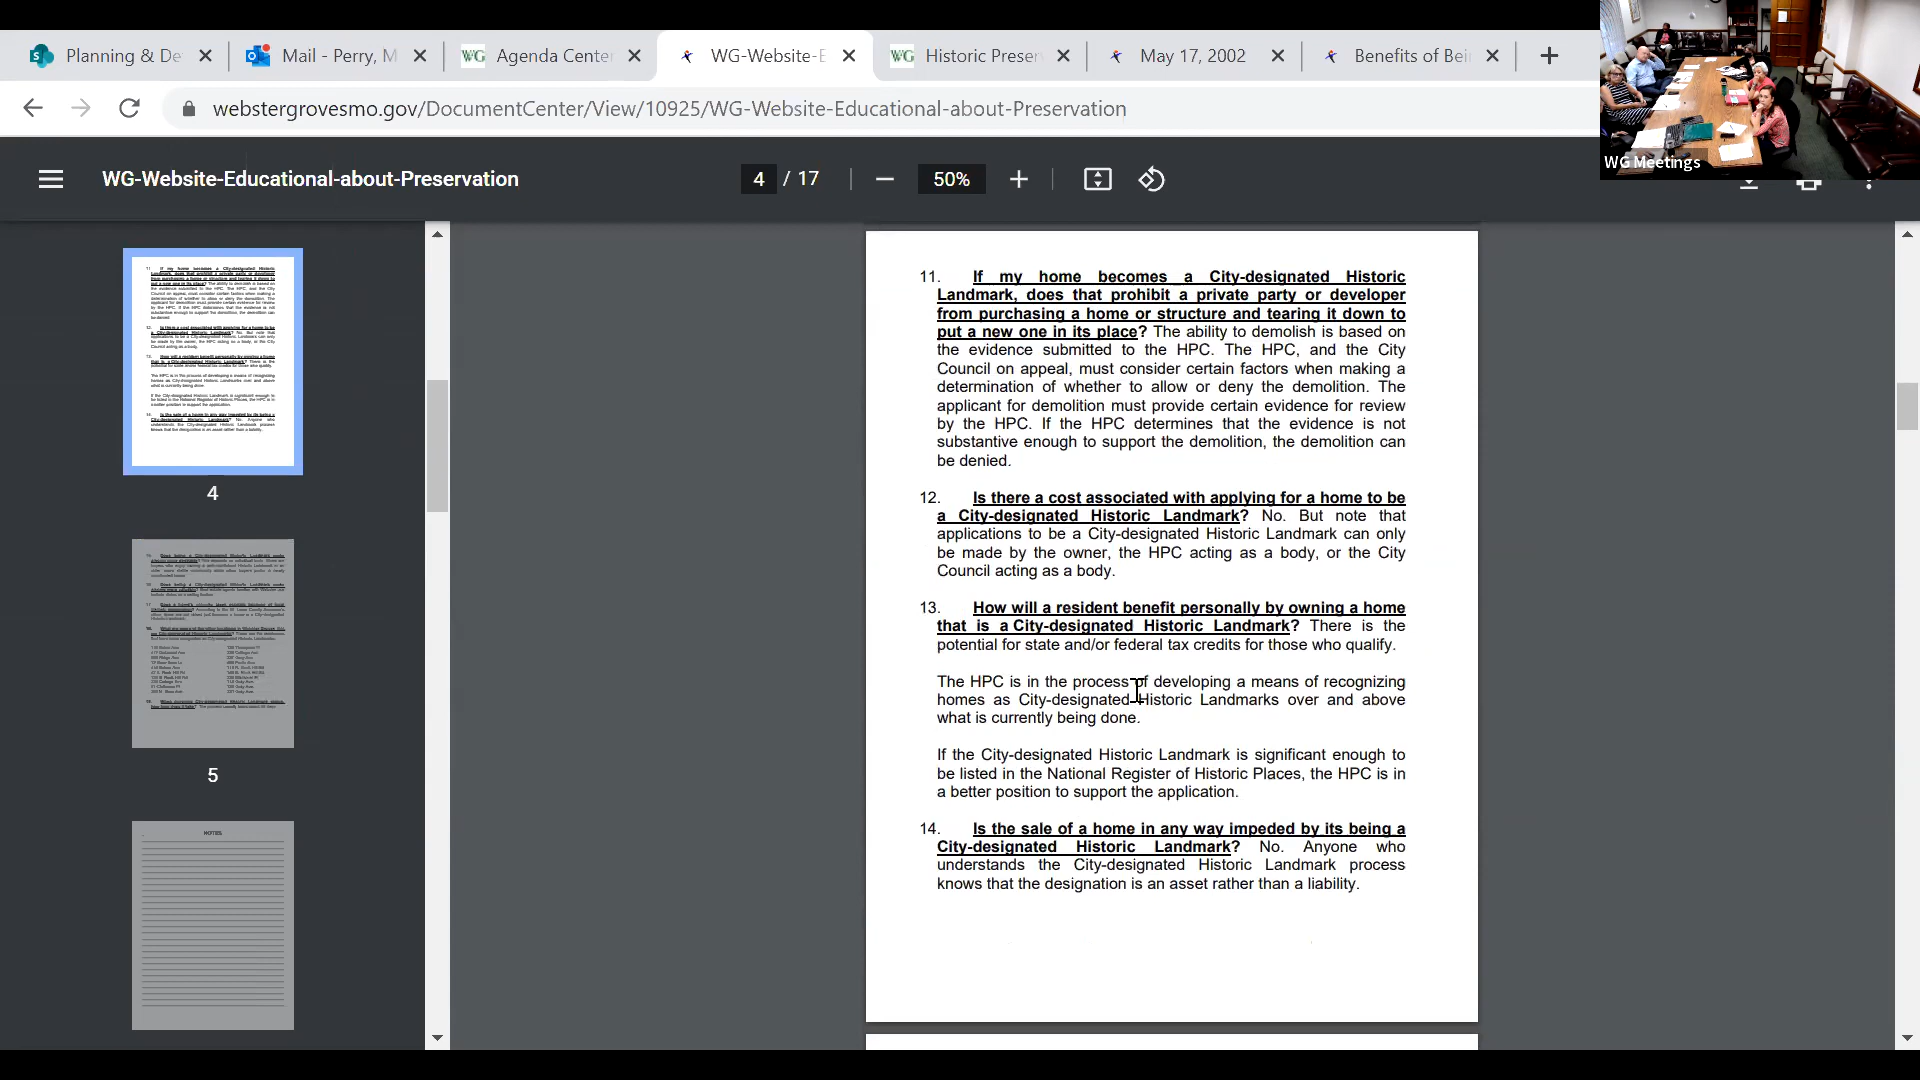 Planning & De
Mail - Perry, M
Agenda Center
WG-Website-E
Historic Preser
May 17, 2002
Benefits of Bei
webstergrovesmo.gov/DocumentCenter/View/10925/WG-Website-Educational-about-Preservation
WG Meetings
WG-Website-Educational-about-Preservation
4 / 17
50%
11. If my home becomes a City-designated Historic
Landmark, does that prohibit a private party or developer
from purchasing a home or structure and tearing it down to
put a new one in its place? The ability to demolish is based on
the evidence submitted to the HPC. The HPC, and the City
Council on appeal, must consider certain factors when making a
determination of whether to allow or deny the demolition. The
applicant for demolition must provide certain evidence for review
by the HPC. If the HPC determines that the evidence is not
substantive enough to support the demolition, the demolition can
be denied.
12. Is there a cost associated with applying for a home to be
a City-designated Historic Landmark? No. But note that
applications to be a City-designated Historic Landmark can only
be made by the owner, the HPC acting as a body, or the City
Council acting as a body.
13. How will a resident benefit personally by owning a home
that is a City-designated Historic Landmark? There is the
potential for state and/or federal tax credits for those who qualify.
The HPC is in the process of developing a means of recognizing
homes as City-designated Historic Landmarks over and above
what is currently being done.
If the City-designated Historic Landmark is significant enough to
be listed in the National Register of Historic Places, the HPC is in
a better position to support the application.
14. Is the sale of a home in any way impeded by its being a
City-designated Historic Landmark? No. Anyone who
understands the City-designated Historic Landmark process
knows that the designation is an asset rather than a liability.
4
5
NOTES